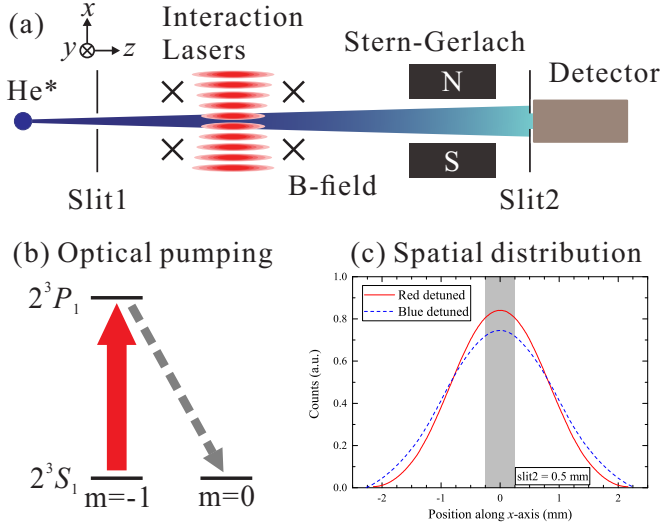 (a)
x
y
z
Interaction
Lasers
Stern-Gerlach
Detector
He*
N
S
Slit1
B-field
Slit2
(b) Optical pumping
2³P₁
2³S₁
m=-1
m=0
(c) Spatial distribution
1.0
0.8
0.6
0.4
0.2
0.0
Counts (a.u.)
Red detuned
Blue detuned
slit2 = 0.5 mm
-2
-1
0
1
2
Position along x-axis (mm)